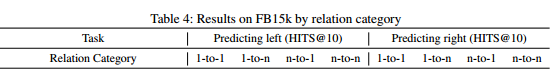 Table 4: Results on FB15k by relation category
Task Predicting left (HITS@10) Predicting right (HITS@10)
Relation Category 1-to-1 1-to-n n-to-1 n-to-n 1-to-1 1-to-n n-to-1 n-to-n